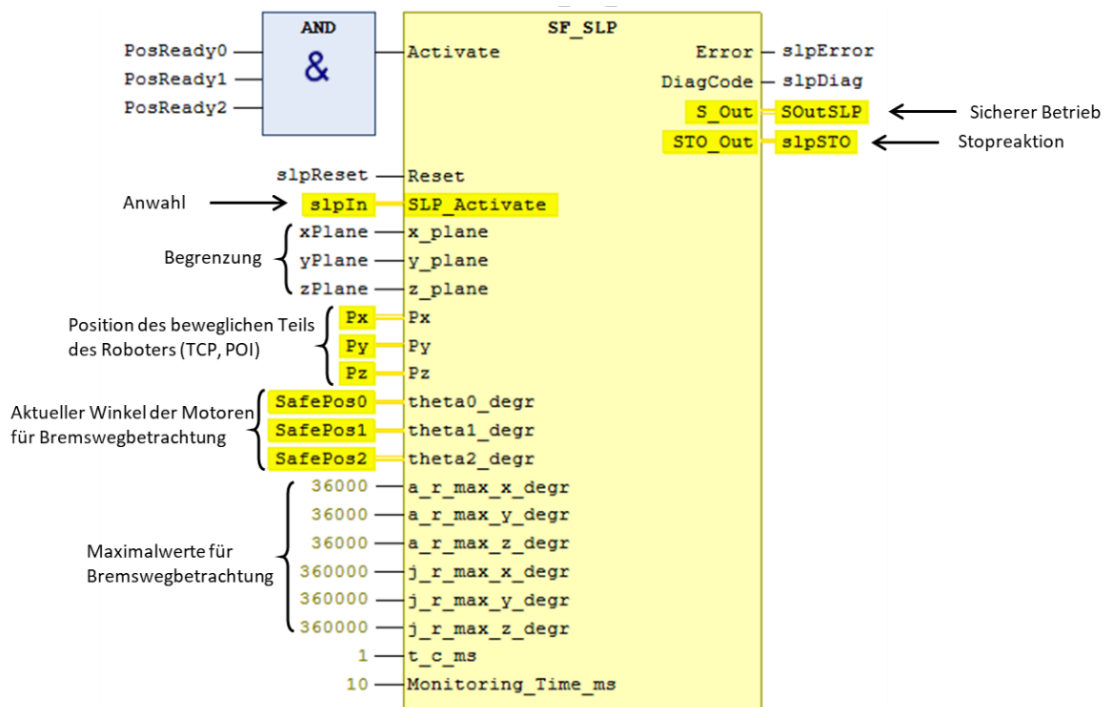 AND
SF_SLP
&
PosReady0
Activate
Error
slpError
PosReady1
DiagCode
slpDiag
PosReady2
S_Out
SOutSLP
Sicherer Betrieb
STO_Out
slpSTO
Stopreaktion
slpReset
Reset
Anwahl
slpIn
SLP_Activate
Begrenzung
xPlane
x_plane
yPlane
y_plane
zPlane
z_plane
Position des beweglichen Teils
des Roboters (TCP, POI)
Px
Px
Py
Py
Pz
Pz
Aktueller Winkel der Motoren
für Bremswegbetrachtung
SafePos0
theta0_degr
SafePos1
theta1_degr
SafePos2
theta2_degr
Maximalwerte für
Bremswegbetrachtung
36000
a_r_max_x_degr
36000
a_r_max_y_degr
36000
a_r_max_z_degr
360000
j_r_max_x_degr
360000
j_r_max_y_degr
360000
j_r_max_z_degr
1
t_c_ms
10
Monitoring_Time_ms